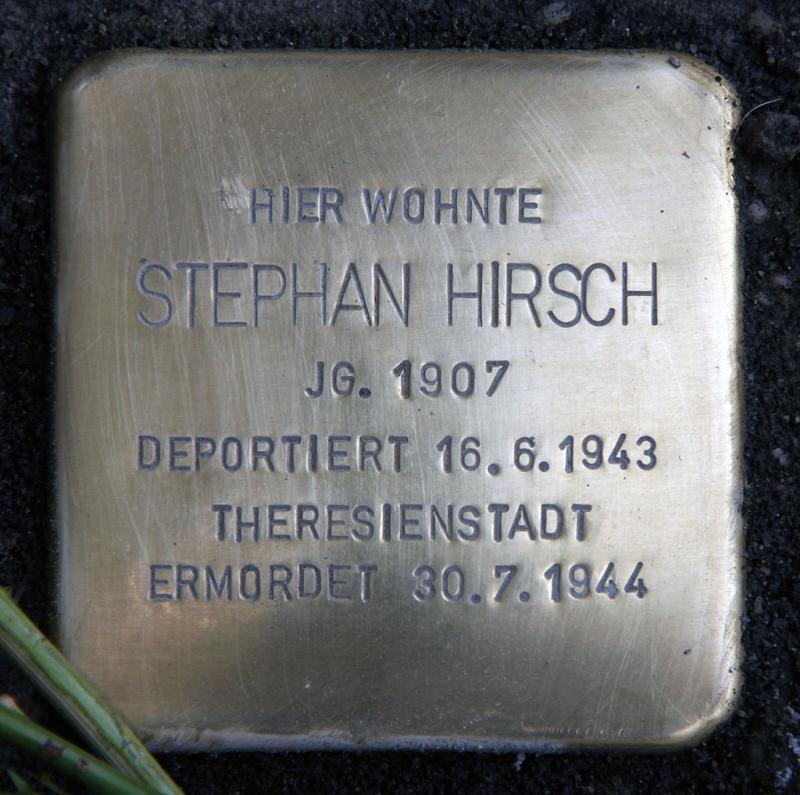 HIER WOHNTE
STEPHAN HIRSCH
JG. 1907
DEPORTIERT 16.6.1943
THERESIENSTADT
ERMORDET 30.7.1944